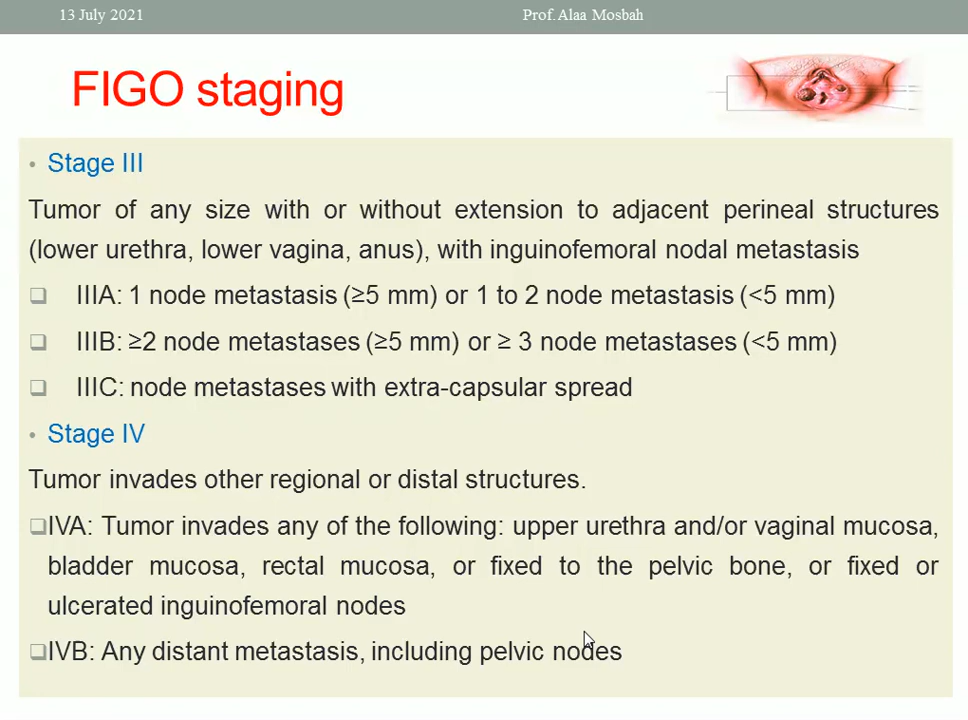 13 July 2021
Prof. Alaa Mosbah
FIGO staging
• Stage III
Tumor of any size with or without extension to adjacent perineal structures
(lower urethra, lower vagina, anus), with inguinofemoral nodal metastasis
❑ IIIA: 1 node metastasis (≥5 mm) or 1 to 2 node metastasis (<5 mm)
❑ IIIB: ≥2 node metastases (≥5 mm) or ≥ 3 node metastases (<5 mm)
❑ IIIC: node metastases with extra-capsular spread
• Stage IV
Tumor invades other regional or distal structures.
❑IVA: Tumor invades any of the following: upper urethra and/or vaginal mucosa,
bladder mucosa, rectal mucosa, or fixed to the pelvic bone, or fixed or
ulcerated inguinofemoral nodes
❑IVB: Any distant metastasis, including pelvic nodes